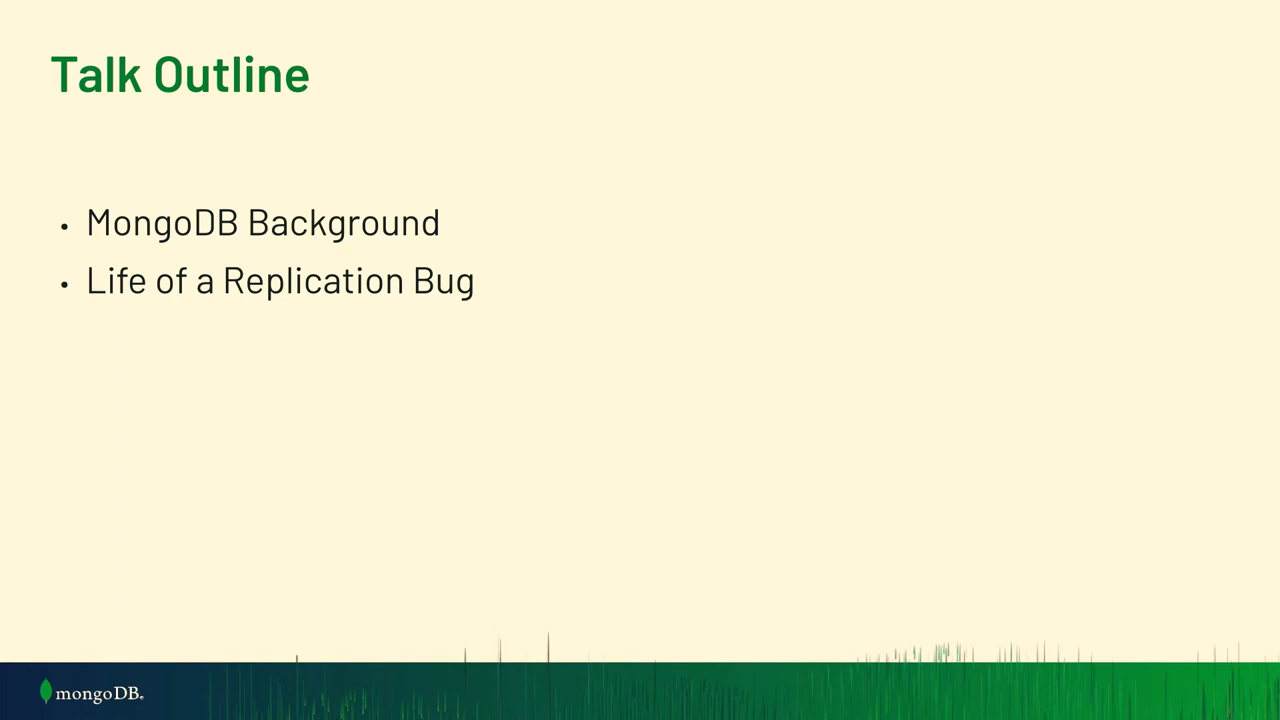 Talk Outline
• MongoDB Background
• Life of a Replication Bug
mongoDB®